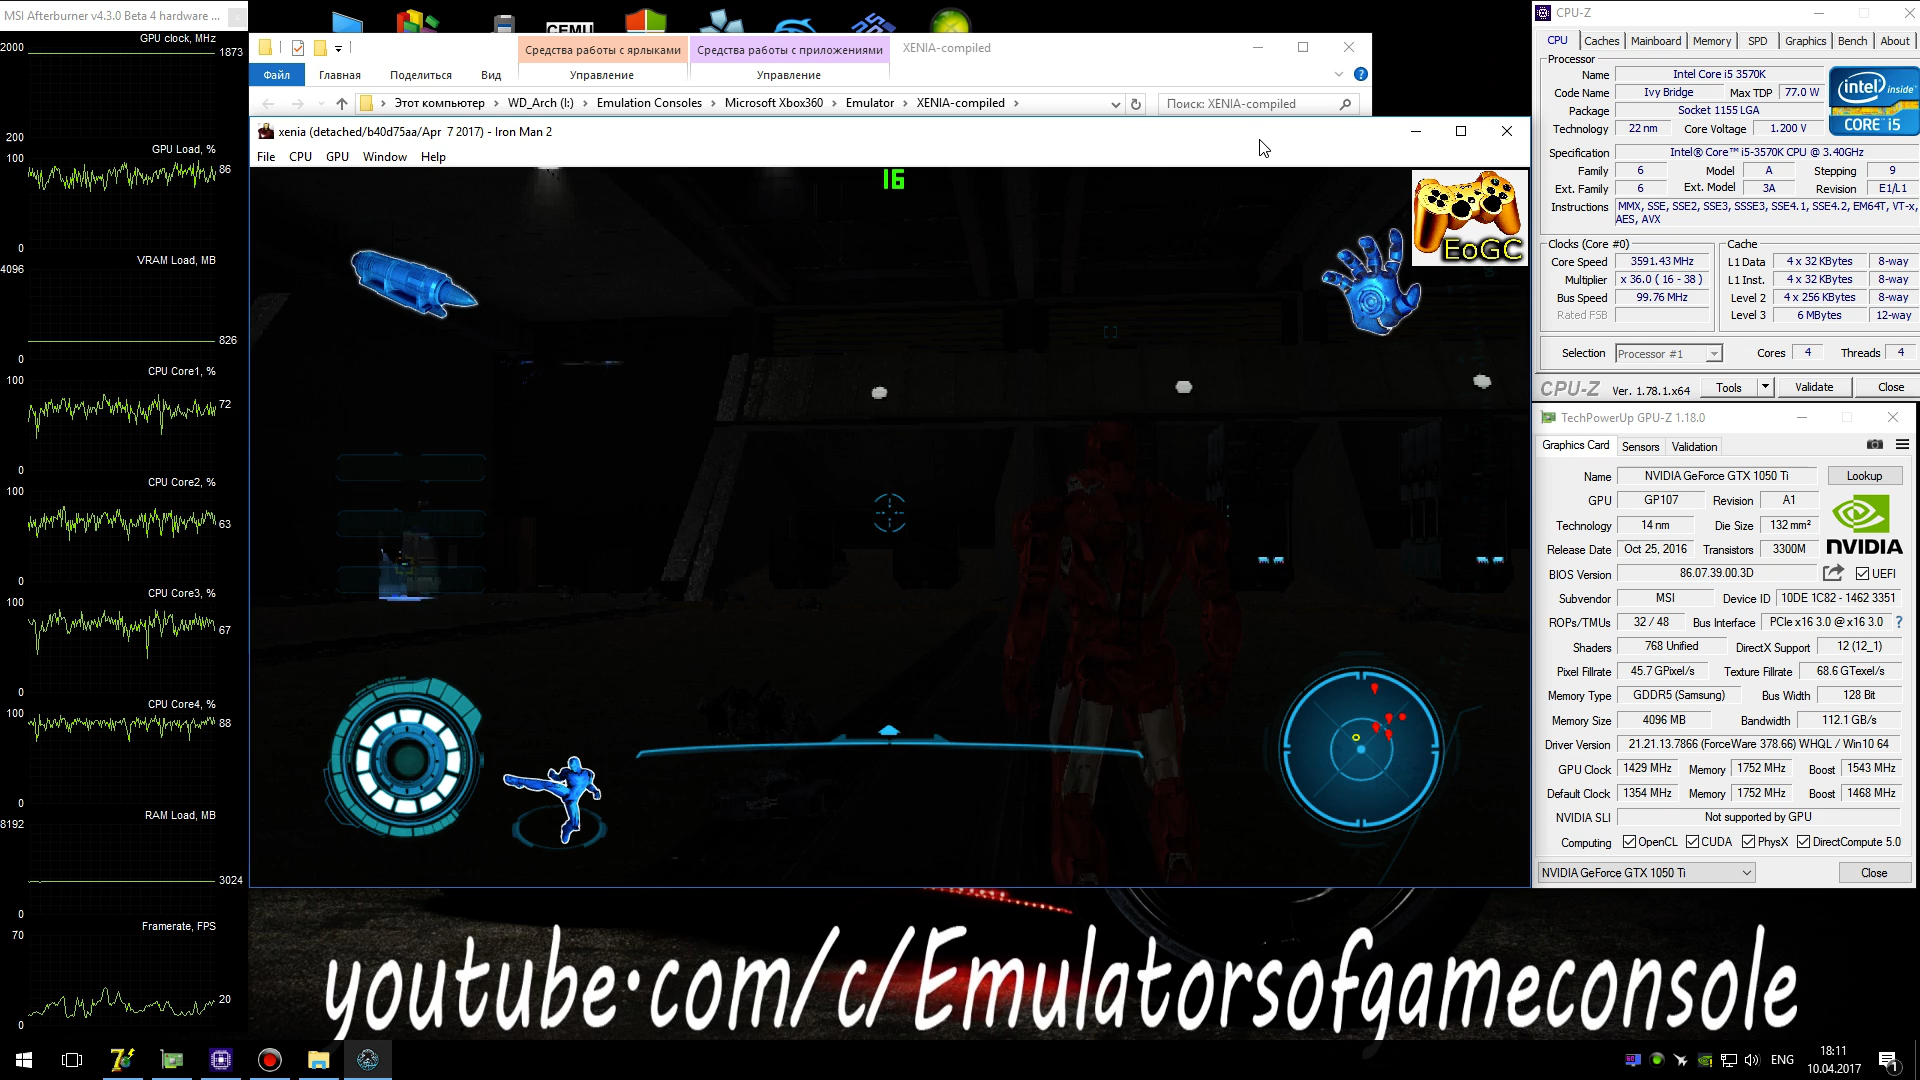 MSI Afterburner v4.3.0 Beta 4 hardware ...
GPU clock, MHz
2000
1873
200
GPU Load, %
100
86
0
VRAM Load, MB
4096
826
0
CPU Core1, %
100
72
0
CPU Core2, %
100
63
0
CPU Core3, %
100
67
0
CPU Core4, %
100
88
0
RAM Load, MB
8192
3024
0
Framerate, FPS
70
20
0
CEMU
Средства работы с ярлыками
Средства работы с приложениями
XENIA-compiled
Файл
Главная
Поделиться
Вид
Управление
Управление
Этот компьютер > WD_Arch (I:) > Emulation Consoles > Microsoft Xbox360 > Emulator > XENIA-compiled >
Поиск: XENIA-compiled
xenia (detached/b40d75aa/Apr 7 2017) - Iron Man 2
File CPU GPU Window Help
16
EoGC
CPU-Z
CPU Caches Mainboard Memory SPD Graphics Bench About
Processor
Name Intel Core i5 3570K
Code Name Ivy Bridge Max TDP 77.0 W
Package Socket 1155 LGA
Technology 22 nm Core Voltage 1.200 V
intel inside™
CORE i5
Specification Intel® Core™ i5-3570K CPU @ 3.40GHz
Family 6 Model A Stepping 9
Ext. Family 6 Ext. Model 3A Revision E1/L1
Instructions MMX, SSE, SSE2, SSE3, SSSE3, SSE4.1, SSE4.2, EM64T, VT-x,
AES, AVX
Clocks (Core #0)
Core Speed 3591.43 MHz
Multiplier x 36.0 ( 16 - 38 )
Bus Speed 99.76 MHz
Rated FSB
Cache
L1 Data 4 x 32 KBytes 8-way
L1 Inst. 4 x 32 KBytes 8-way
Level 2 4 x 256 KBytes 8-way
Level 3 6 MBytes 12-way
Selection Processor #1 Cores 4 Threads 4
CPU-Z Ver. 1.78.1.x64 Tools Validate Close
TechPowerUp GPU-Z 1.18.0
Graphics Card Sensors Validation
Name NVIDIA GeForce GTX 1050 Ti Lookup
GPU GP107 Revision A1
Technology 14 nm Die Size 132 mm²
Release Date Oct 25, 2016 Transistors 3300M
NVIDIA
BIOS Version 86.07.39.00.3D UEFI
Subvendor MSI Device ID 10DE 1C82 - 1462 3351
ROPs/TMUs 32 / 48 Bus Interface PCIe x16 3.0 @ x16 3.0 ?
Shaders 768 Unified DirectX Support 12 (12_1)
Pixel Fillrate 45.7 GPixel/s Texture Fillrate 68.6 GTexel/s
Memory Type GDDR5 (Samsung) Bus Width 128 Bit
Memory Size 4096 MB Bandwidth 112.1 GB/s
Driver Version 21.21.13.7866 (ForceWare 378.66) WHQL / Win10 64
GPU Clock 1429 MHz Memory 1752 MHz Boost 1543 MHz
Default Clock 1354 MHz Memory 1752 MHz Boost 1468 MHz
NVIDIA SLI Not supported by GPU
Computing OpenCL CUDA PhysX DirectCompute 5.0
NVIDIA GeForce GTX 1050 Ti Close
youtube.com/c/Emulatorsofgameconsole
ENG
18:11
10.04.2017
1